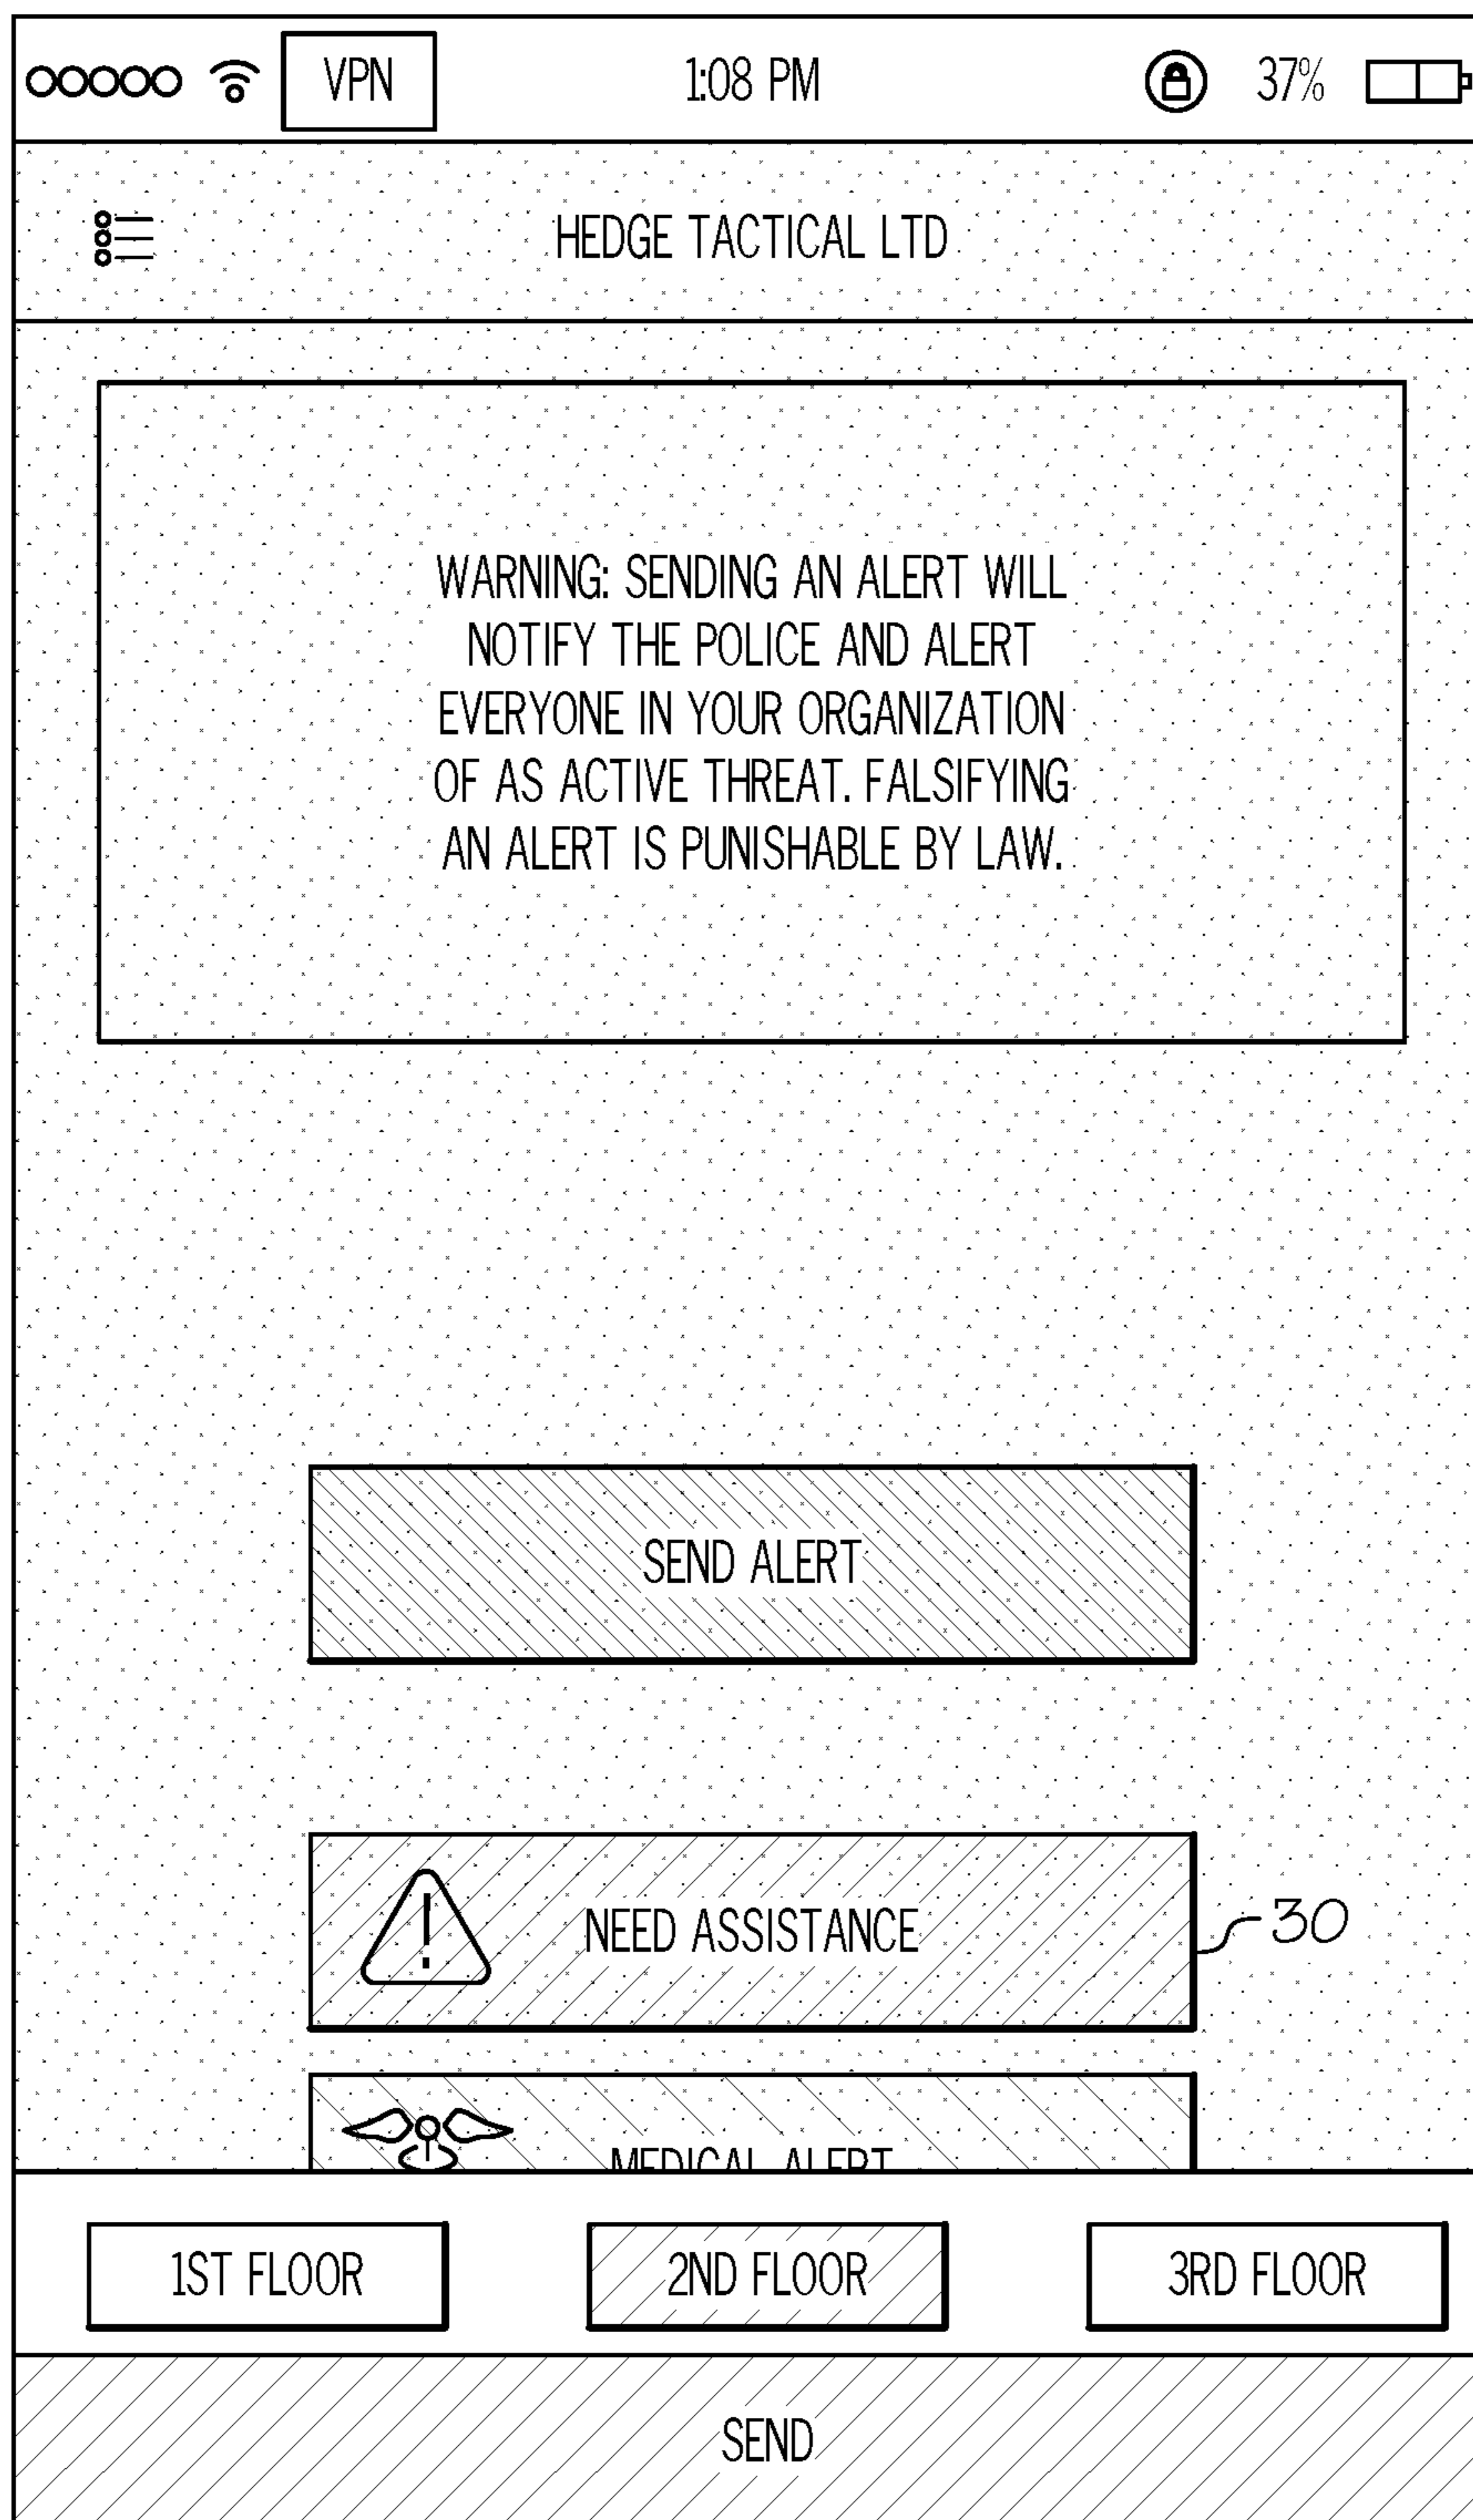 VPN 1:08 PM 37%
HEDGE TACTICAL LTD
WARNING: SENDING AN ALERT WILL
NOTIFY THE POLICE AND ALERT
EVERYONE IN YOUR ORGANIZATION
OF AS ACTIVE THREAT. FALSIFYING
AN ALERT IS PUNISHABLE BY LAW.
SEND ALERT
NEED ASSISTANCE
30
MEDICAL ALERT
1ST FLOOR 2ND FLOOR 3RD FLOOR
SEND